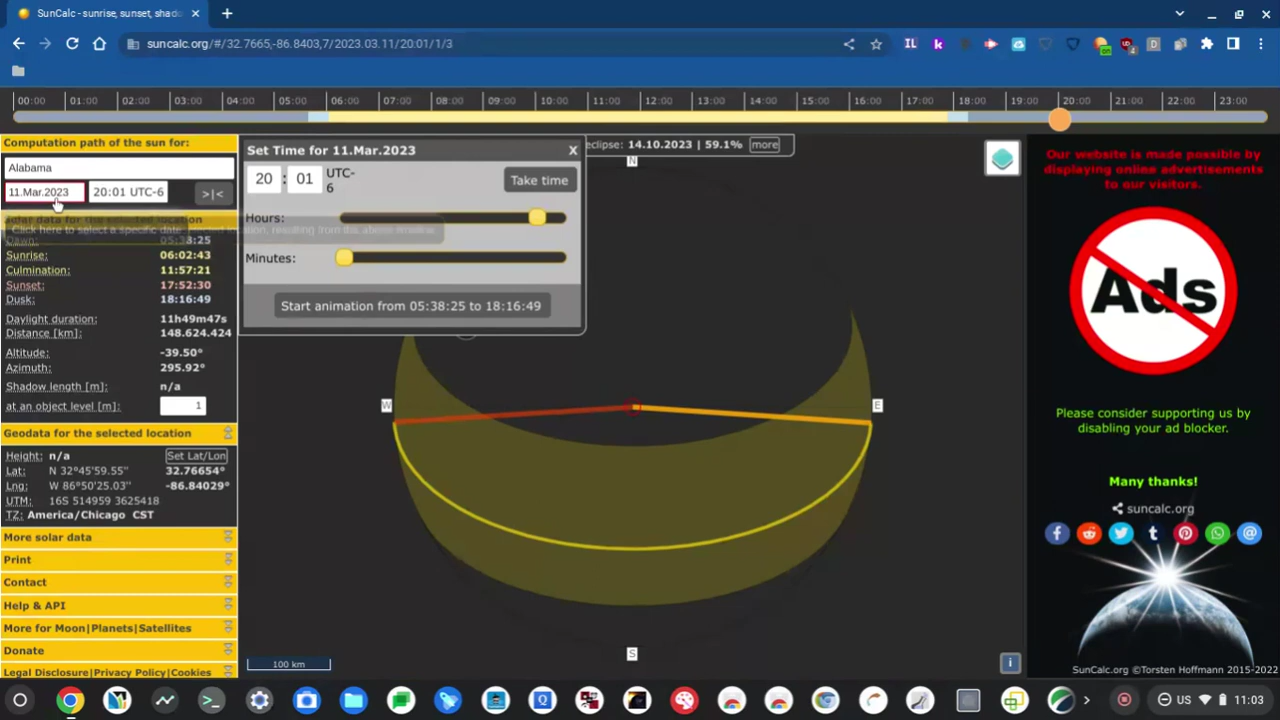 SunCalc - sunrise, sunset, shad
suncalc.org/#/32.7665,-86.8403,7/2023.03.11/20:01/1/3
00:00 01:00 02:00 03:00 04:00 05:00 06:00 07:00 08:00 09:00 10:00 11:00 12:00 13:00 14:00 15:00 16:00 17:00 18:00 19:00 20:00 21:00 22:00 23:00
Computation path of the sun for:
Alabama
11.Mar.2023 20:01 UTC-6 >|<
Solar data for the selected location
Click here to select a specific date
Dawn: 05:38:25
Sunrise: 06:02:43
Culmination: 11:57:21
Sunset: 17:52:30
Dusk: 18:16:49
Daylight duration: 11h49m47s
Distance [km]: 148.624.424
Altitude: -39.50°
Azimuth: 295.92°
Shadow length [m]: n/a
at an object level [m]: 1
Geodata for the selected location
Height: n/a Set Lat/Lon
Lat: N 32°45'59.55'' 32.76654°
Lng: W 86°50'25.03'' -86.84029°
UTM: 16S 514959 3625418
TZ: America/Chicago CST
More solar data
Print
Contact
Help & API
More for Moon|Planets|Satellites
Donate
Legal Disclosure|Privacy Policy|Cookies
Set Time for 11.Mar.2023 X
20 : 01 UTC-
6
Take time
Hours:
Minutes:
Start animation from 05:38:25 to 18:16:49
eclipse: 14.10.2023 | 59.1% more
N
W
E
S
100 km
i
Our website is made possible by
displaying online advertisements
to our visitors.
Ads
Please consider supporting us by
disabling your ad blocker.
Many thanks!
suncalc.org
SunCalc.org ©Torsten Hoffmann 2015-2022
US 11:03